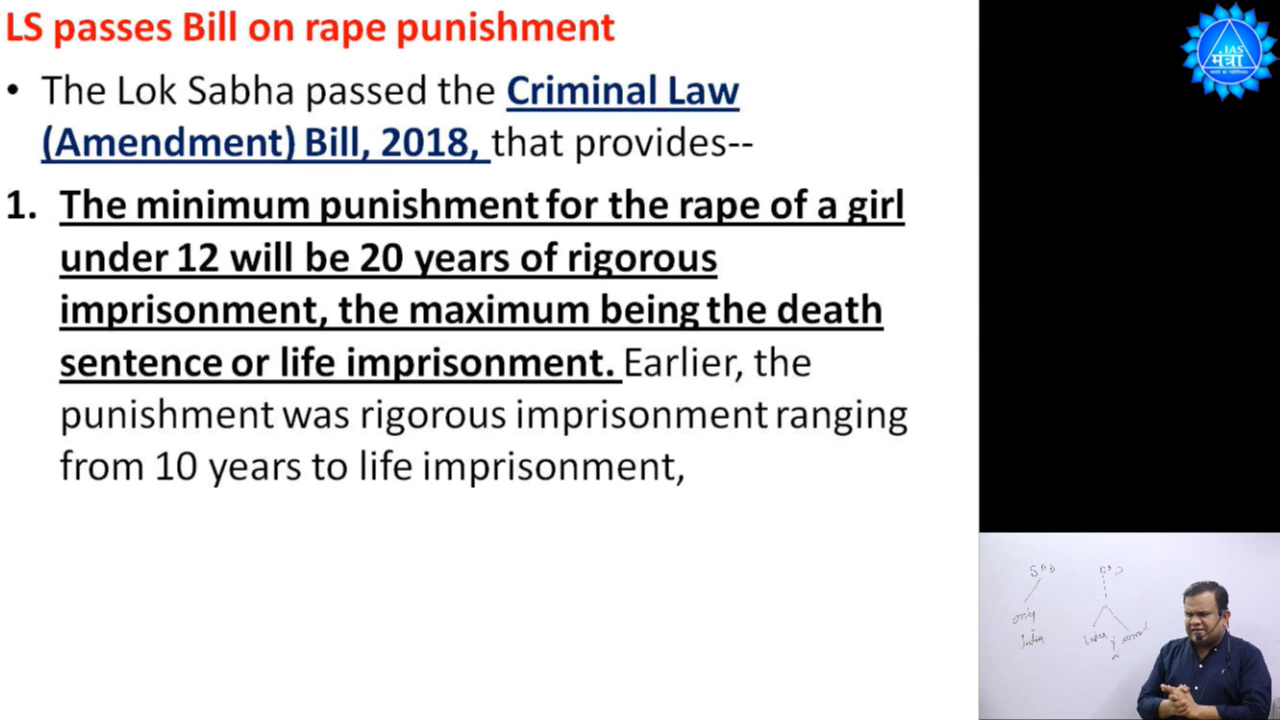 LS passes Bill on rape punishment
• The Lok Sabha passed the Criminal Law
(Amendment) Bill, 2018, that provides--
1. The minimum punishment for the rape of a girl
under 12 will be 20 years of rigorous
imprisonment, the maximum being the death
sentence or life imprisonment. Earlier, the
punishment was rigorous imprisonment ranging
from 10 years to life imprisonment,
IAS
मंत्रा
only
India
India